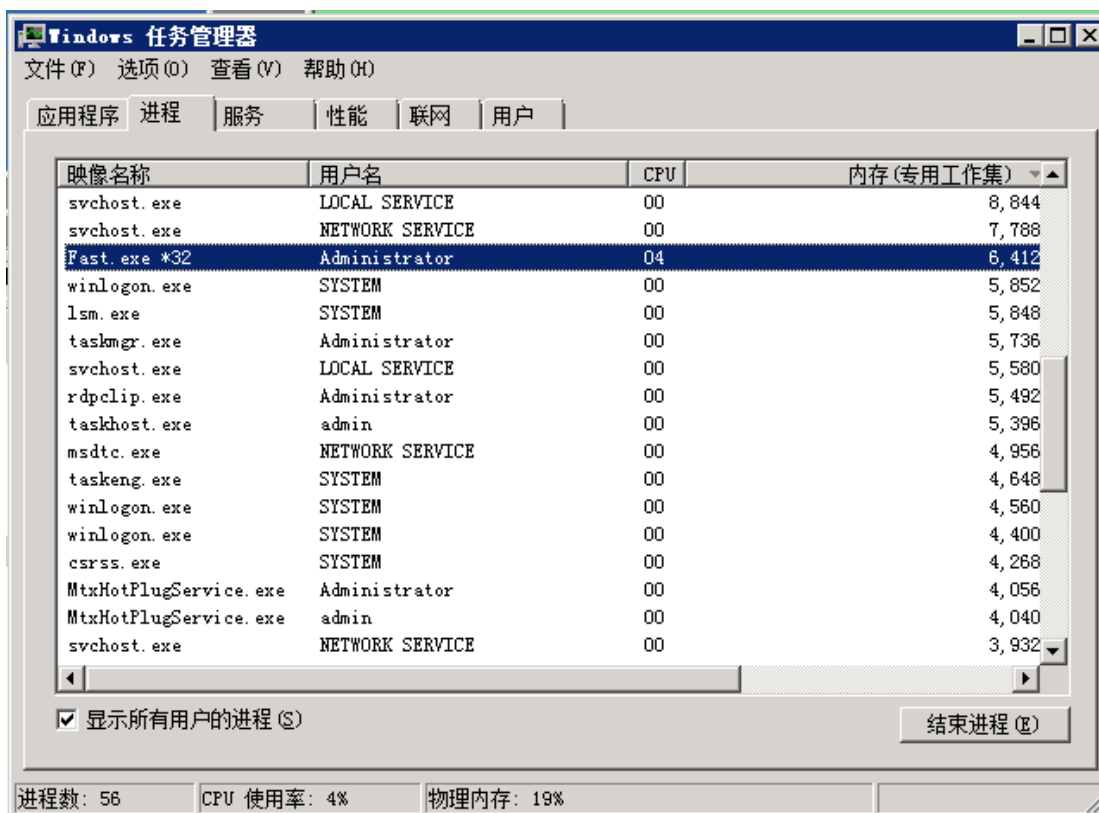 Windows 任务管理器
文件(F) 选项(O) 查看(V) 帮助(H)
应用程序 进程 服务 性能 联网 用户
映像名称 用户名 CPU 内存(专用工作集)
svchost.exe LOCAL SERVICE 00 8,844
svchost.exe NETWORK SERVICE 00 7,788
Fast.exe *32 Administrator 04 6,412
winlogon.exe SYSTEM 00 5,852
lsm.exe SYSTEM 00 5,848
taskmgr.exe Administrator 00 5,736
svchost.exe LOCAL SERVICE 00 5,580
rdpclip.exe Administrator 00 5,492
taskhost.exe admin 00 5,396
msdtc.exe NETWORK SERVICE 00 4,956
taskeng.exe SYSTEM 00 4,648
winlogon.exe SYSTEM 00 4,560
winlogon.exe SYSTEM 00 4,400
csrss.exe SYSTEM 00 4,268
MtxHotPlugService.exe Administrator 00 4,056
MtxHotPlugService.exe admin 00 4,040
svchost.exe NETWORK SERVICE 00 3,932
显示所有用户的进程(S) 结束进程(E)
进程数: 56 CPU 使用率: 4% 物理内存: 19%